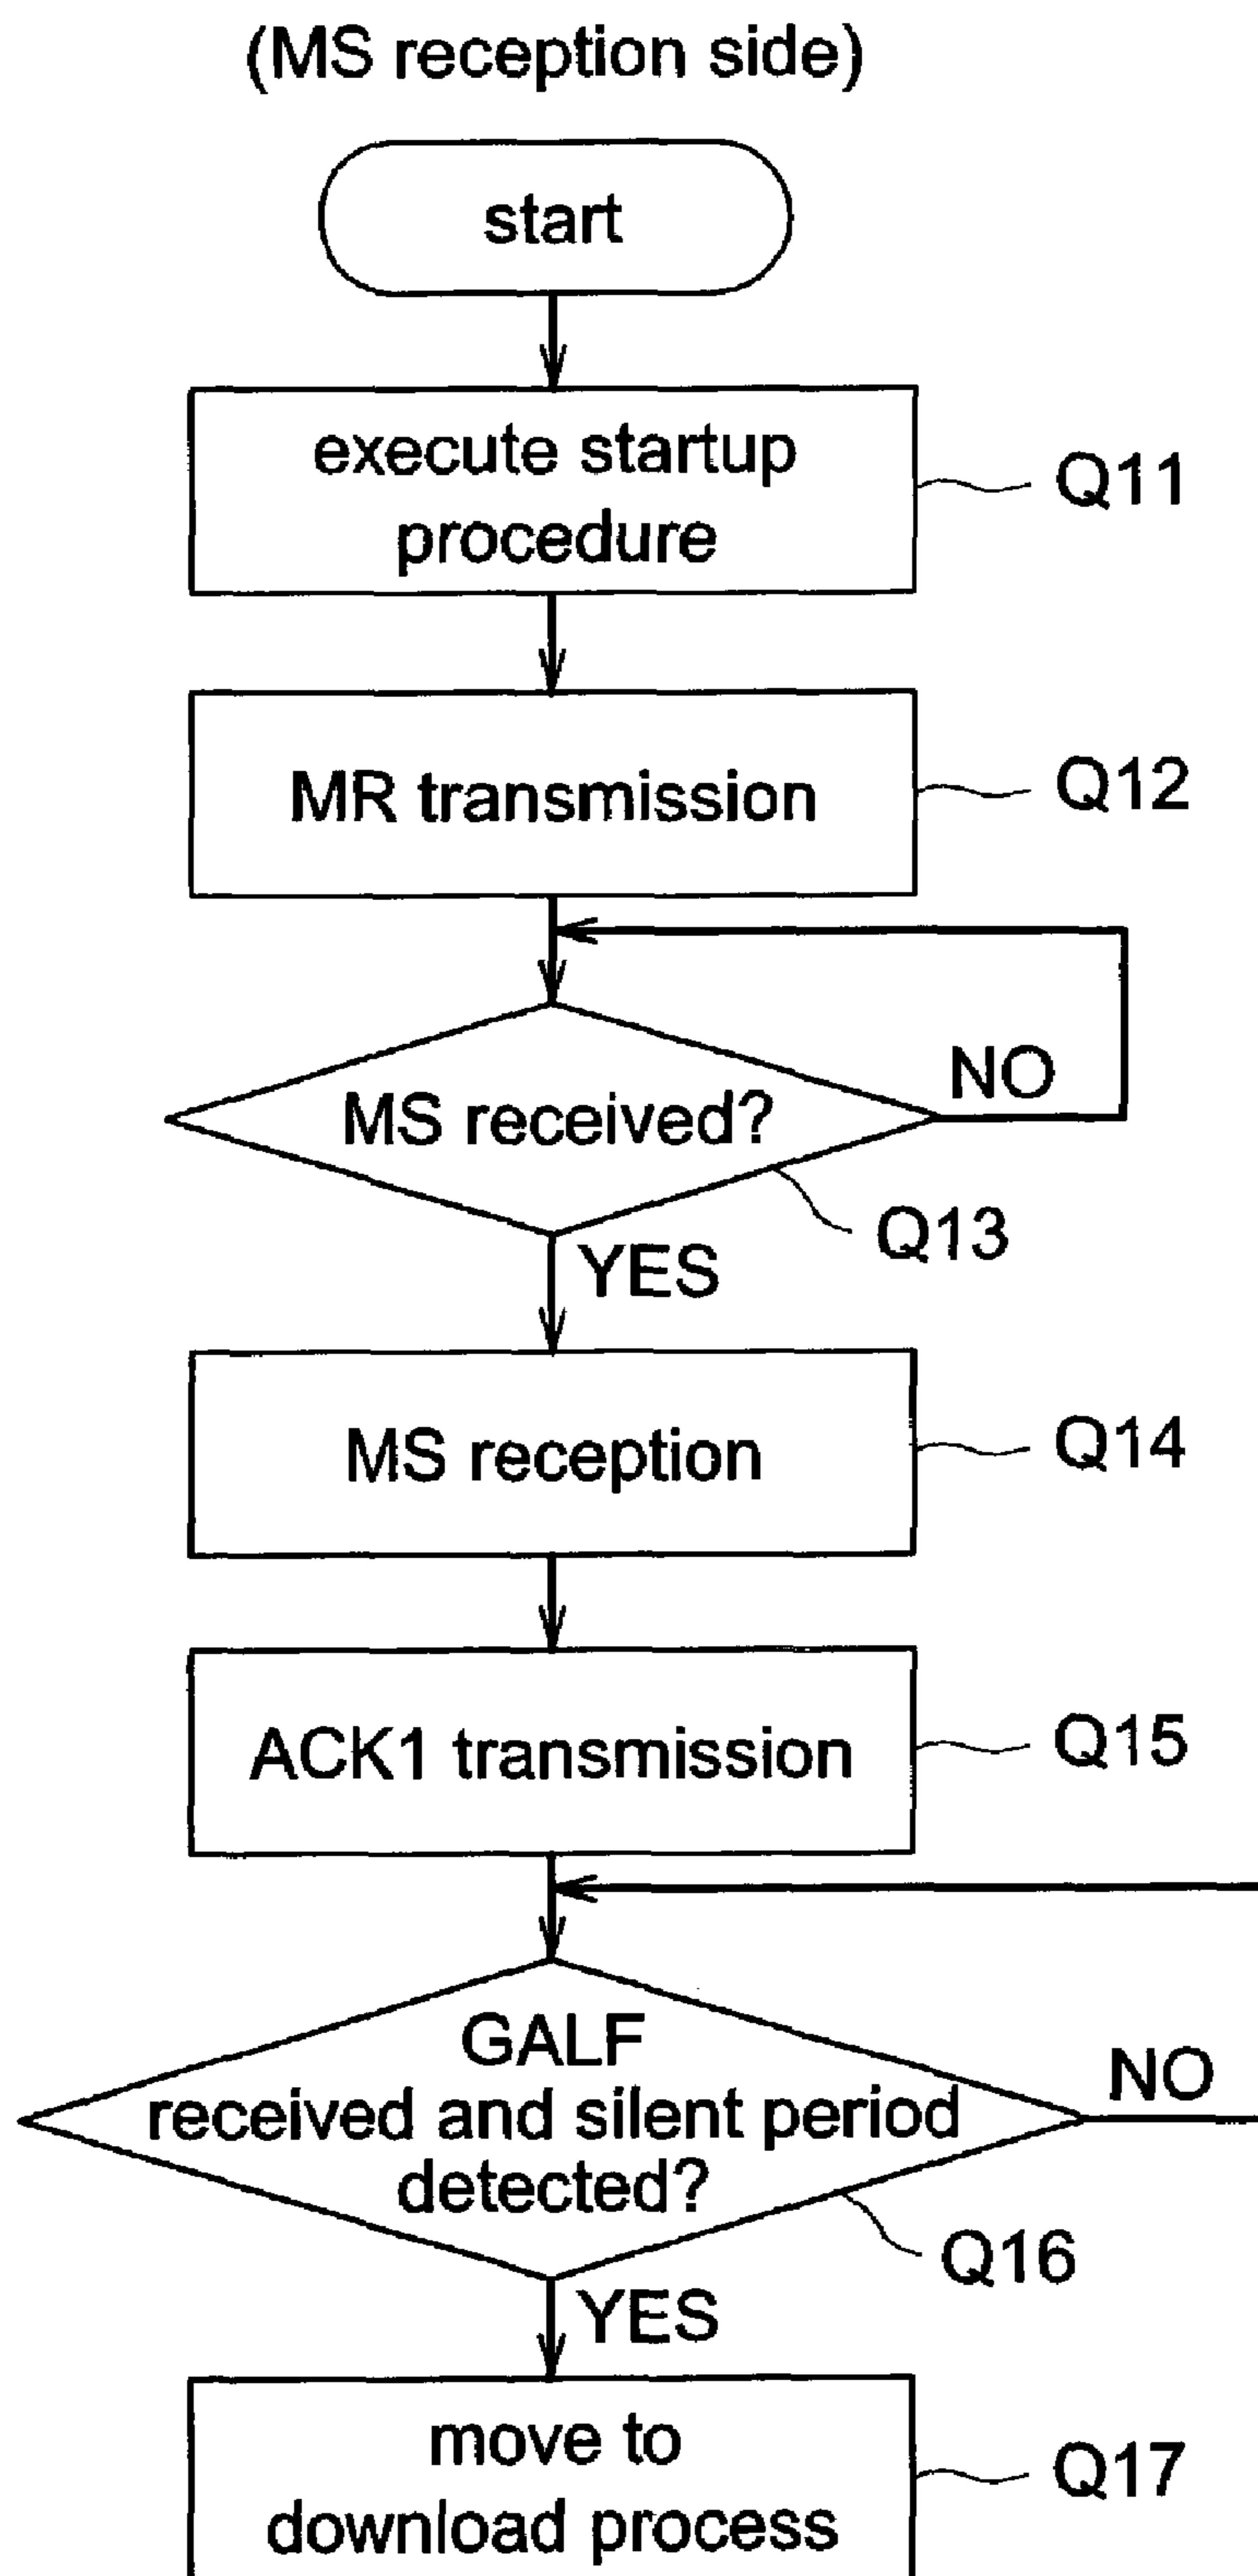 (MS reception side)
start
execute startup
procedure
Q11
MR transmission
Q12
NO
MS received?
Q13
YES
MS reception
Q14
ACK1 transmission
Q15
GALF
received and silent period
detected?
NO
Q16
YES
move to
download process
Q17